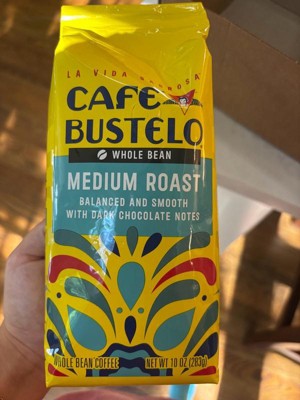 LA VIDA
CAFE
BUSTELO
WHOLE BEAN
MEDIUM ROAST
BALANCED AND SMOOTH
WITH DARK CHOCOLATE NOTES
WHOLE BEAN COFFEE NET WT 10 OZ (283g)